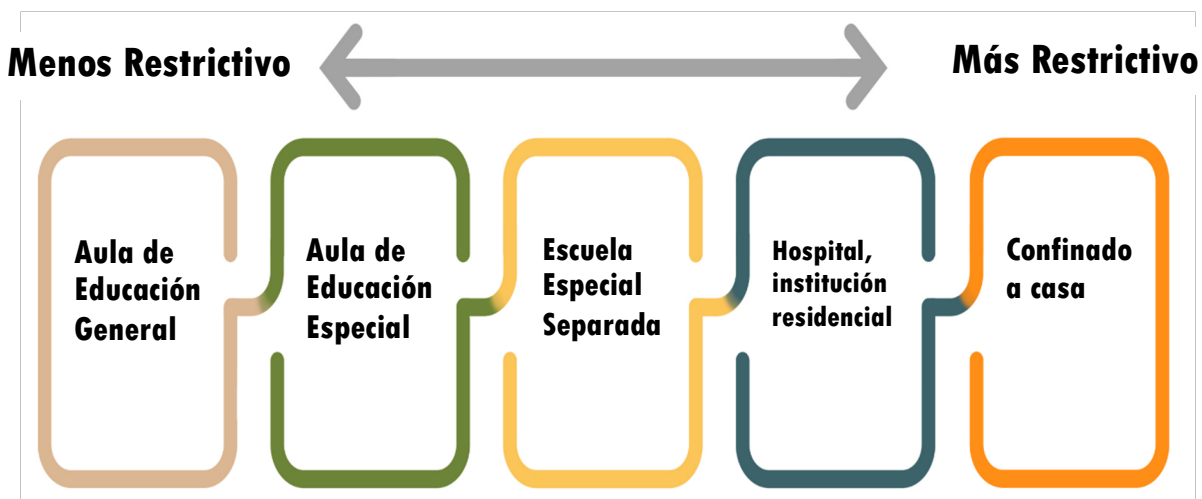 Menos Restrictivo
Más Restrictivo
Aula de
Educación
General
Aula de
Educación
Especial
Escuela
Especial
Separada
Hospital,
institución
residencial
Confinado
a casa